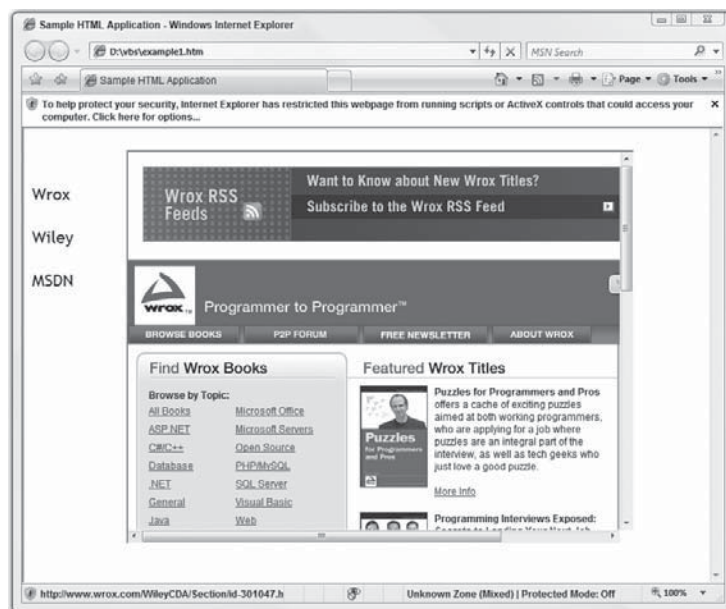 Sample HTML Application - Windows Internet Explorer
D:\vbs\example1.htm
MSN Search
Sample HTML Application
Page
Tools
To help protect your security, Internet Explorer has restricted this webpage from running scripts or ActiveX controls that could access your
computer. Click here for options...
Wrox
Wiley
MSDN
Wrox RSS
Feeds
Want to Know about New Wrox Titles?
Subscribe to the Wrox RSS Feed
wrox
Programmer to Programmer™
BROWSE BOOKS
P2P FORUM
FREE NEWSLETTER
ABOUT WROX
Find Wrox Books
Browse by Topic:
All Books
Microsoft Office
ASP.NET
Microsoft Servers
C#/C++
Open Source
Database
PHP/MySQL
.NET
SQL Server
General
Visual Basic
Java
Web
Featured Wrox Titles
Puzzles
for Programmers
and Pros
Puzzles for Programmers and Pros
offers a cache of exciting puzzles
aimed at both working programmers,
who are applying for a job where
puzzles are an integral part of the
interview, as well as tech geeks who
just love a good puzzle.
More Info
Programming Interviews Exposed:
Secrets to Landing Your Next Job
http://www.wrox.com/WileyCDA/Section/id-301047.h
Unknown Zone (Mixed) | Protected Mode: Off
100%